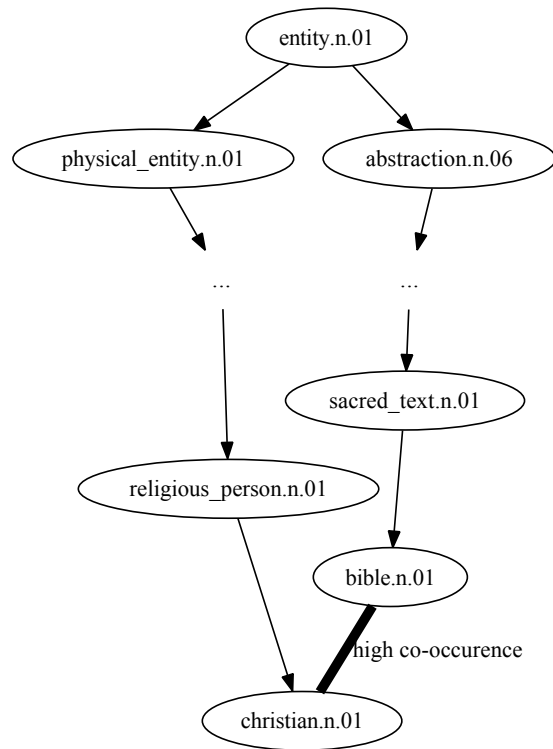 entity.n.01
physical_entity.n.01
abstraction.n.06
...
...
sacred_text.n.01
religious_person.n.01
bible.n.01
high co-occurence
christian.n.01